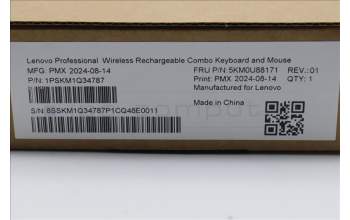 Lenovo Professional Wireless Rechargeable Combo Keyboard and Mouse
MFG: PMX 2024-08-14 FRU P/N: 5KM0U88171 REV.:01
P/N: 1PSKM1Q34787 Print: PMX 2024-08-14 QTY: 1
Manufactured for Lenovo
Made in China
S/N:8SSKM1Q34787P1CQ48E0011